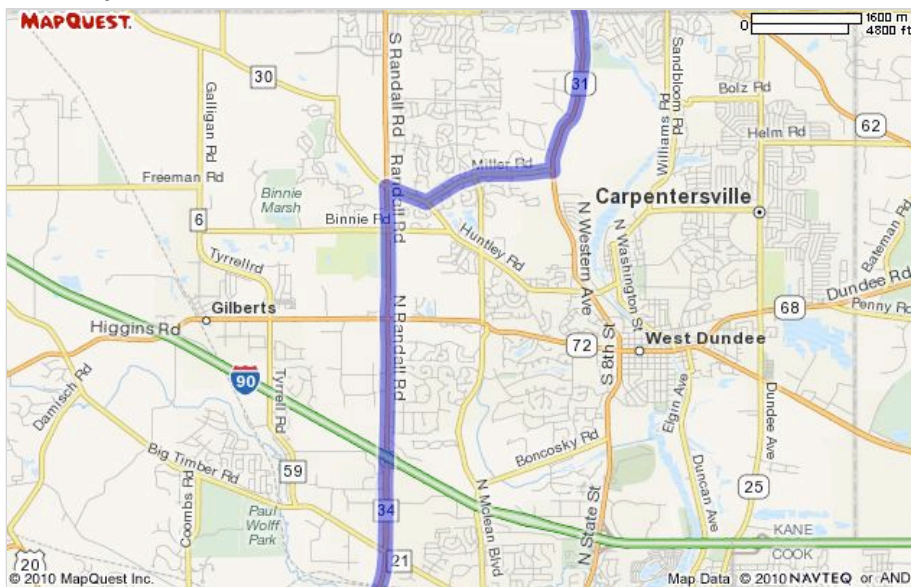 MAPQUEST.
0
1600 m
4800 ft
S Randall Rd
30
31
Sandbloom Rd
Bolz Rd
Galligan Rd
Williams Rd
62
Helm Rd
Miller Rd
Freeman Rd
Binnie
Marsh
Randall Rd
Carpentersville
6
Binnie Rd
N Western Ave
N Washington St
Huntley Rd
Bateman Rd
Tyrrellrd
Dundee Rd
Penny Rd
Gilberts
N Randall Rd
68
Higgins Rd
72
West Dundee
S 8th St
90
Damisch Rd
Tyrrell Rd
Elgin Ave
Dundee Ave
Boncosky Rd
Big Timber Rd
59
Coombs Rd
Paul
Wolff
Park
34
N Mclean Blvd
N State St
Duncan Ave
25
KANE
COOK
20
21
© 2010 MapQuest Inc.
Map Data © 2010 NAVTEQ or AND